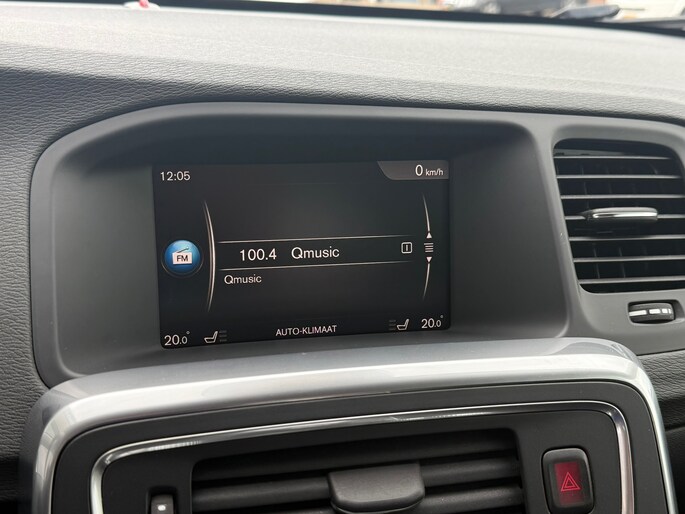 12:05 0 km/h
FM 100.4 Qmusic
Qmusic
20.0° AUTO-KLIMAAT 20.0°